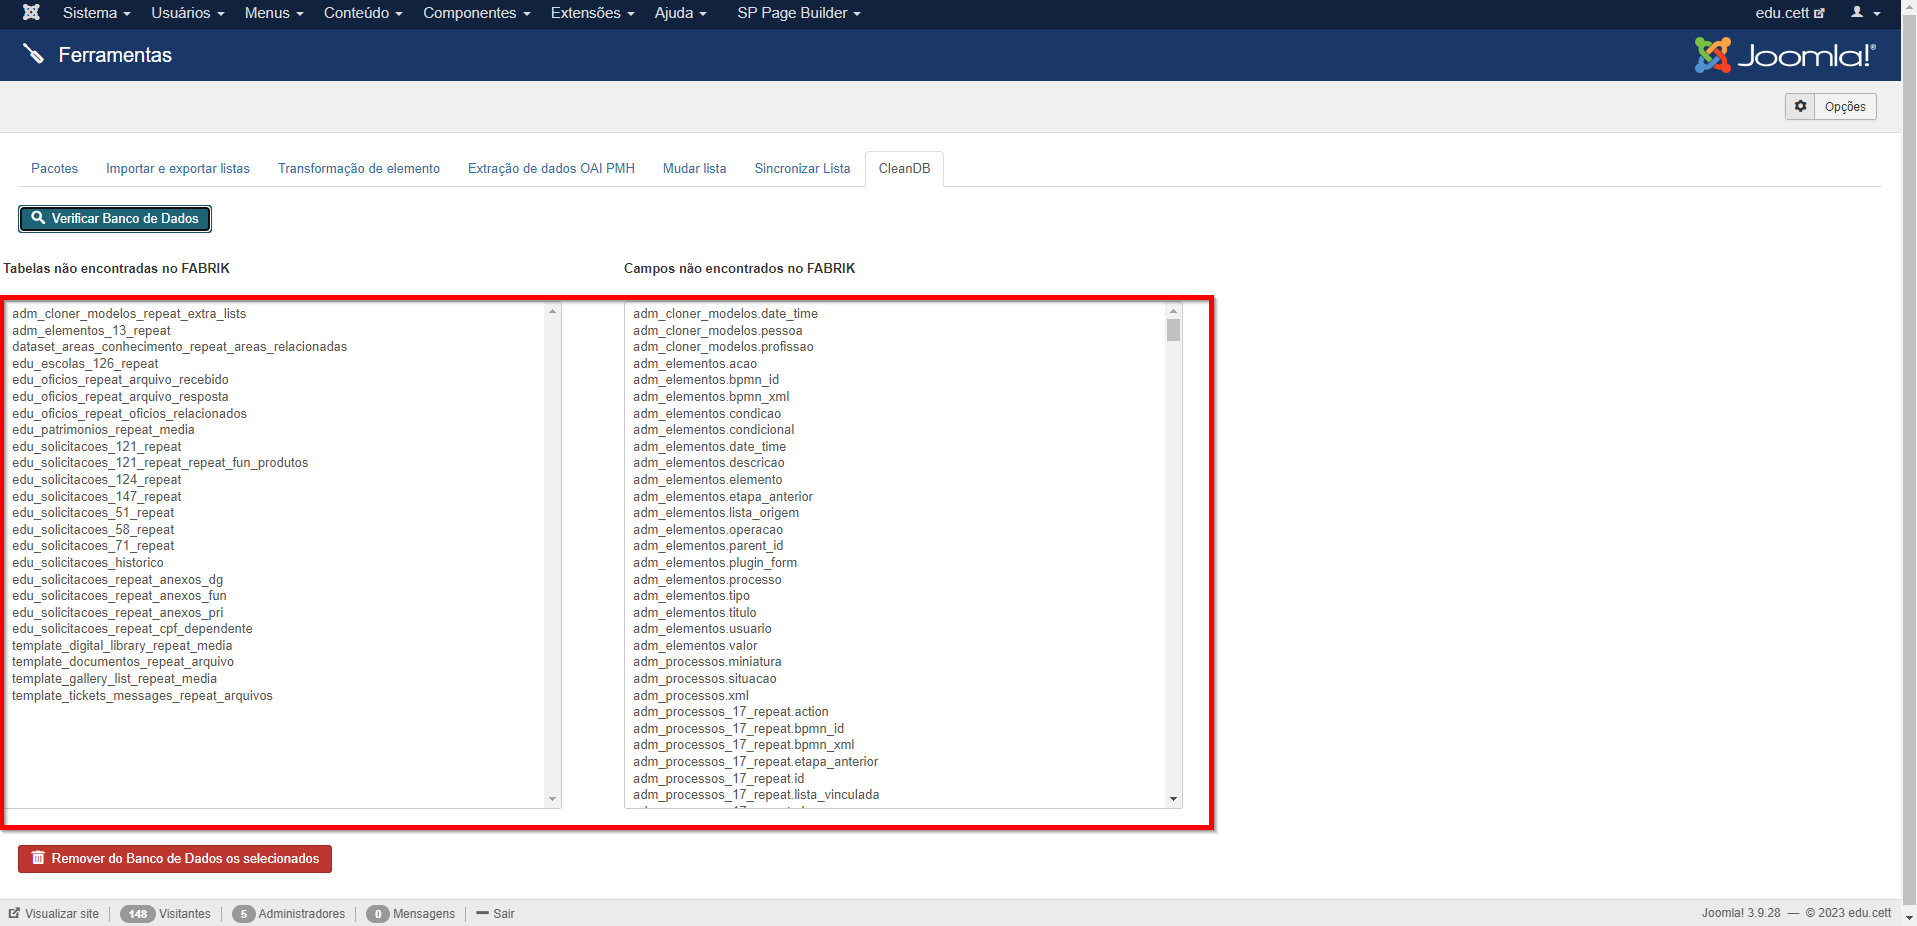 Sistema Usuários Menus Conteúdo Componentes Extensões Ajuda SP Page Builder edu.cett
Ferramentas
Joomla!®
Opções
Pacotes Importar e exportar listas Transformação de elemento Extração de dados OAI PMH Mudar lista Sincronizar Lista CleanDB
Verificar Banco de Dados
Tabelas não encontradas no FABRIK
adm_cloner_modelos_repeat_extra_lists
adm_elementos_13_repeat
dataset_areas_conhecimento_repeat_areas_relacionadas
edu_escolas_126_repeat
edu_oficios_repeat_arquivo_recebido
edu_oficios_repeat_arquivo_resposta
edu_oficios_repeat_oficios_relacionados
edu_patrimonios_repeat_media
edu_solicitacoes_121_repeat
edu_solicitacoes_121_repeat_repeat_fun_produtos
edu_solicitacoes_124_repeat
edu_solicitacoes_147_repeat
edu_solicitacoes_51_repeat
edu_solicitacoes_58_repeat
edu_solicitacoes_71_repeat
edu_solicitacoes_historico
edu_solicitacoes_repeat_anexos_dg
edu_solicitacoes_repeat_anexos_fun
edu_solicitacoes_repeat_anexos_pri
edu_solicitacoes_repeat_cpf_dependente
template_digital_library_repeat_media
template_documentos_repeat_arquivo
template_gallery_list_repeat_media
template_tickets_messages_repeat_arquivos
Campos não encontrados no FABRIK
adm_cloner_modelos.date_time
adm_cloner_modelos.pessoa
adm_cloner_modelos.profissao
adm_elementos.acao
adm_elementos.bpmn_id
adm_elementos.bpmn_xml
adm_elementos.condicao
adm_elementos.condicional
adm_elementos.date_time
adm_elementos.descricao
adm_elementos.elemento
adm_elementos.etapa_anterior
adm_elementos.lista_origem
adm_elementos.operacao
adm_elementos.parent_id
adm_elementos.plugin_form
adm_elementos.processo
adm_elementos.tipo
adm_elementos.titulo
adm_elementos.usuario
adm_elementos.valor
adm_processos.miniatura
adm_processos.situacao
adm_processos.xml
adm_processos_17_repeat.action
adm_processos_17_repeat.bpmn_id
adm_processos_17_repeat.bpmn_xml
adm_processos_17_repeat.etapa_anterior
adm_processos_17_repeat.id
adm_processos_17_repeat.lista_vinculada
Remover do Banco de Dados os selecionados
Visualizar site 148 Visitantes 5 Administradores 0 Mensagens Sair Joomla! 3.9.28 — © 2023 edu.cett